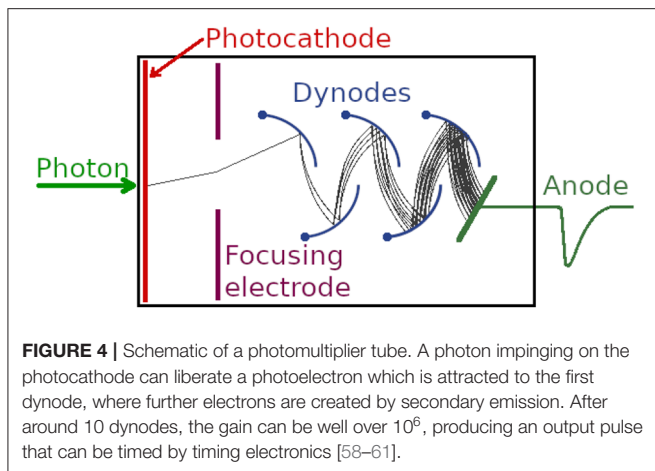 Photocathode
Dynodes
Photon
Anode
Focusing
electrode
FIGURE 4 | Schematic of a photomultiplier tube. A photon impinging on the
photocathode can liberate a photoelectron which is attracted to the first
dynode, where further electrons are created by secondary emission. After
around 10 dynodes, the gain can be well over 10⁶, producing an output pulse
that can be timed by timing electronics [58–61].